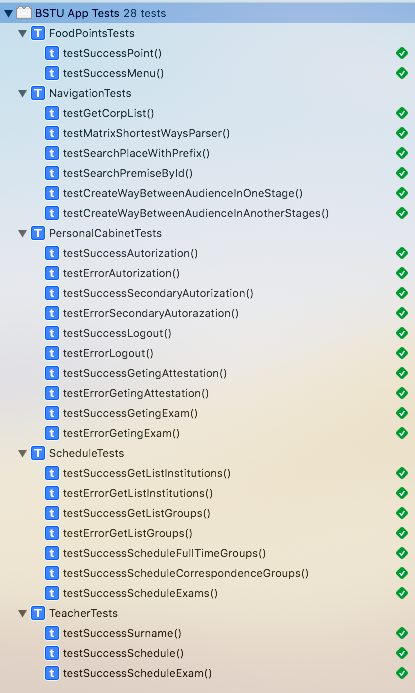 BSTU App Tests 28 tests
T FoodPointsTests
t testSuccessPoint()
t testSuccessMenu()
T NavigationTests
t testGetCorpList()
t testMatrixShortestWaysParser()
t testSearchPlaceWithPrefix()
t testSearchPremiseById()
t testCreateWayBetweenAudienceInOneStage()
t testCreateWayBetweenAudienceInAnotherStages()
T PersonalCabinetTests
t testSuccessAutorization()
t testErrorAutorization()
t testSuccessSecondaryAutorization()
t testErrorSecondaryAutorazation()
t testSuccessLogout()
t testErrorLogout()
t testSuccessGetingAttestation()
t testErrorGetingAttestation()
t testSuccessGetingExam()
t testErrorGetingExam()
T ScheduleTests
t testSuccessGetListInstitutions()
t testErrorGetListInstitutions()
t testSuccessGetListGroups()
t testErrorGetListGroups()
t testSuccessScheduleFullTimeGroups()
t testSuccessScheduleCorrespondenceGroups()
t testSuccessScheduleExams()
T TeacherTests
t testSuccessSurname()
t testSuccessSchedule()
t testSuccessScheduleExam()